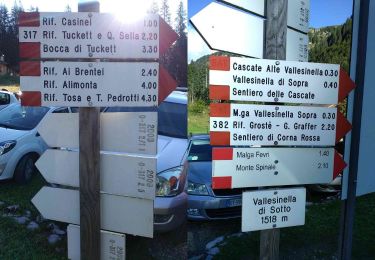 Rif. Casinei 1.00
317 Rif. Tuckett e Q. Sella 2.20
Bocca di Tuckett 3.30
Rif. Ai Brentei 2.40
Rif. Alimonta 4.00
Rif. Tosa e T. Pedrotti 4.30
Cascate Alte Vallesinella 0.30
Vallesinella di Sopra 0.40
Sentiero delle Cascate
M.ga Vallesinella di Sopra 0.30
382 Rif. Grosté - G. Graffer 2.20
Sentiero di Corna Rossa
Malga Fevri 1.40
Monte Spinale 2.10
Vallesinella
di Sotto
1518 m